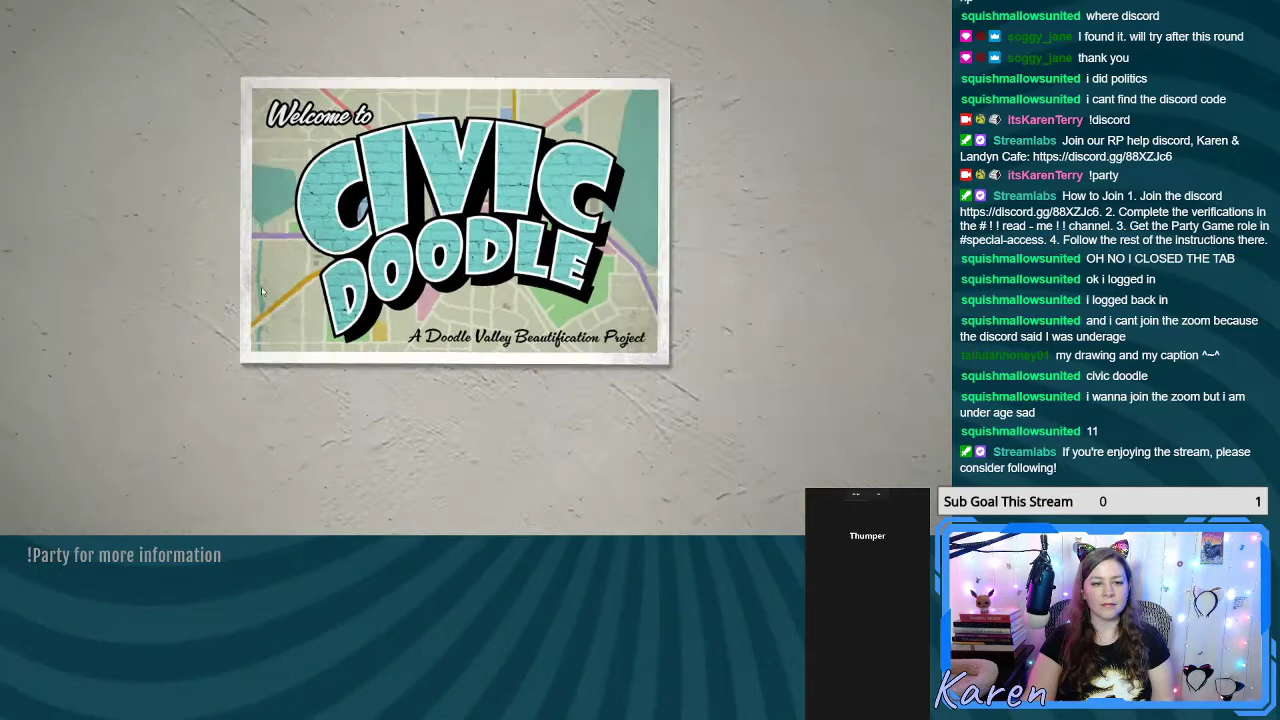 Welcome to
CIVIC
DOODLE
A Doodle Valley Beautification Project
!Party for more information
Thumper
squishmallowsunited where discord
soggy_jane I found it. will try after this round
soggy_jane thank you
squishmallowsunited i did politics
squishmallowsunited i cant find the discord code
itsKarenTerry !discord
Streamlabs Join our RP help discord, Karen &
Landyn Cafe: https://discord.gg/88XZJc6
itsKarenTerry !party
Streamlabs How to Join 1. Join the discord
https://discord.gg/88XZJc6. 2. Complete the verifications in
the # ! ! read - me ! ! channel. 3. Get the Party Game role in
#special-access. 4. Follow the rest of the Instructions there.
squishmallowsunited OH NO I CLOSED THE TAB
squishmallowsunited ok i logged in
squishmallowsunited i logged back in
squishmallowsunited and i cant join the zoom because
the discord said I was underage
tallulahhoney01 my drawing and my caption ^~^
squishmallowsunited civic doodle
squishmallowsunited i wanna join the zoom but i am
under age sad
squishmallowsunited 11
Streamlabs If you're enjoying the stream, please
consider following!
Sub Goal This Stream 0 1
Karen